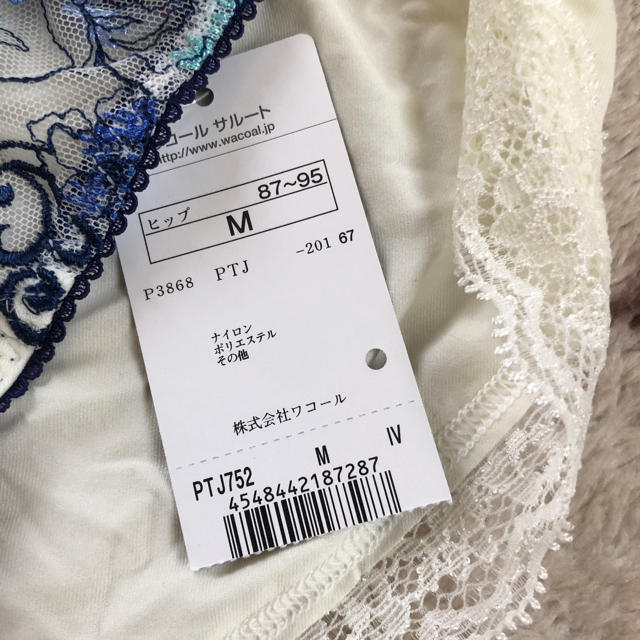 コール サルート
http://www.wacoal.jp
ヒップ 87~95
M
P3868 PTJ -201 67
ナイロン
ポリエステル
その他
株式会社ワコール
PTJ752 M IV
4548442187287